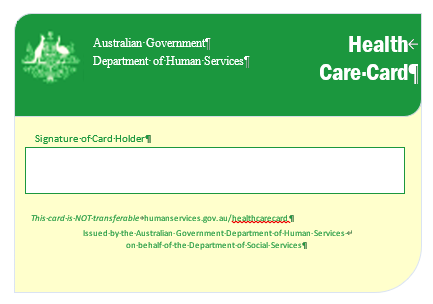 Australian·Government¶
Department·of·Human·Services¶
Health↵
Care·Card¶
Signature·of·Card·Holder¶
This·card·is·NOT·transferable•humanservices.gov.au/healthcarecard¶
Issued·by·the·Australian·Government·Department·of·Human·Services·↵
on·behalf·of·the·Department·of·Social·Services¶